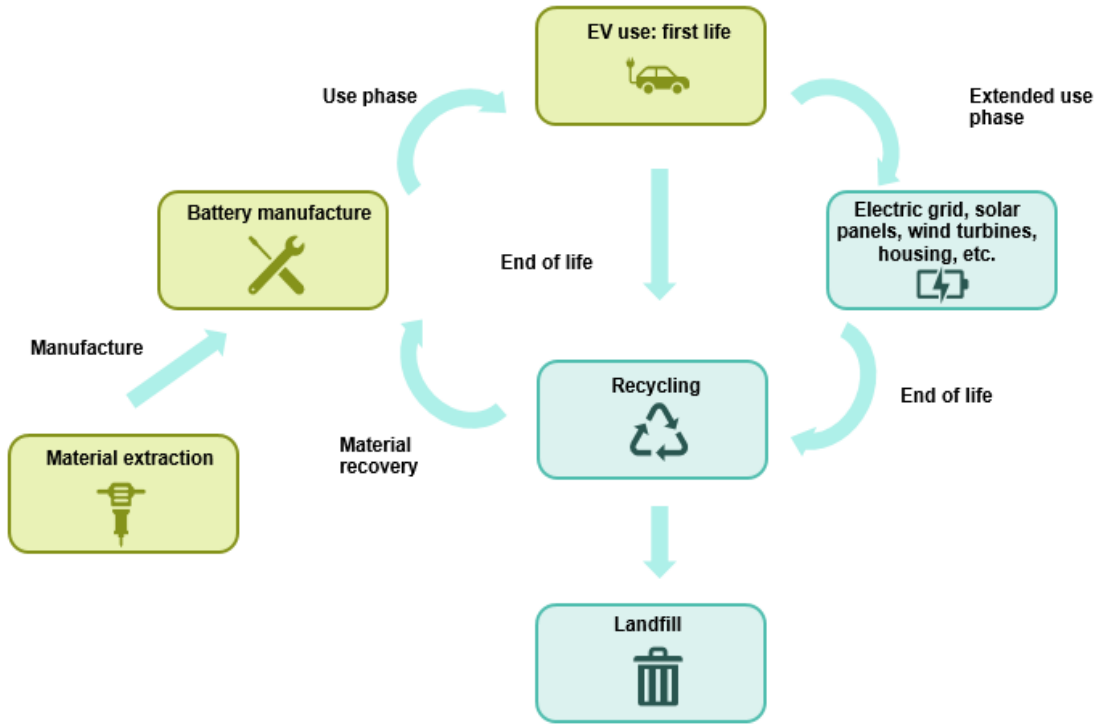 EV use: first life
Use phase
Extended use
phase
Battery manufacture
Electric grid, solar
panels, wind turbines,
housing, etc.
End of life
Manufacture
Recycling
End of life
Material
recovery
Material extraction
Landfill